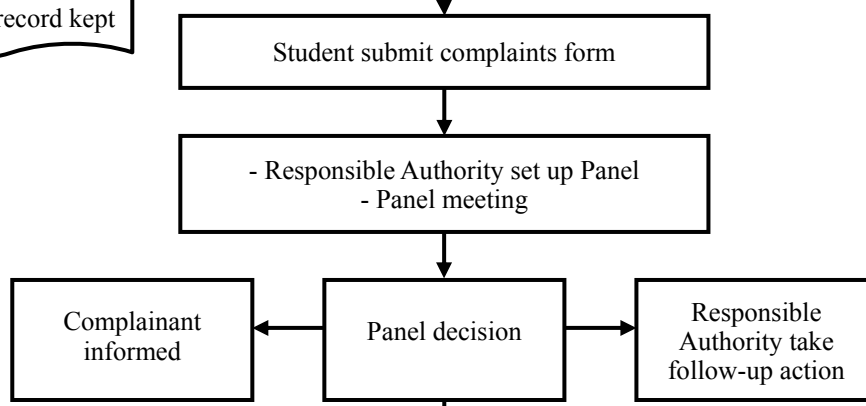 record kept
Student submit complaints form
- Responsible Authority set up Panel
- Panel meeting
Complainant
informed
Panel decision
Responsible
Authority take
follow-up action